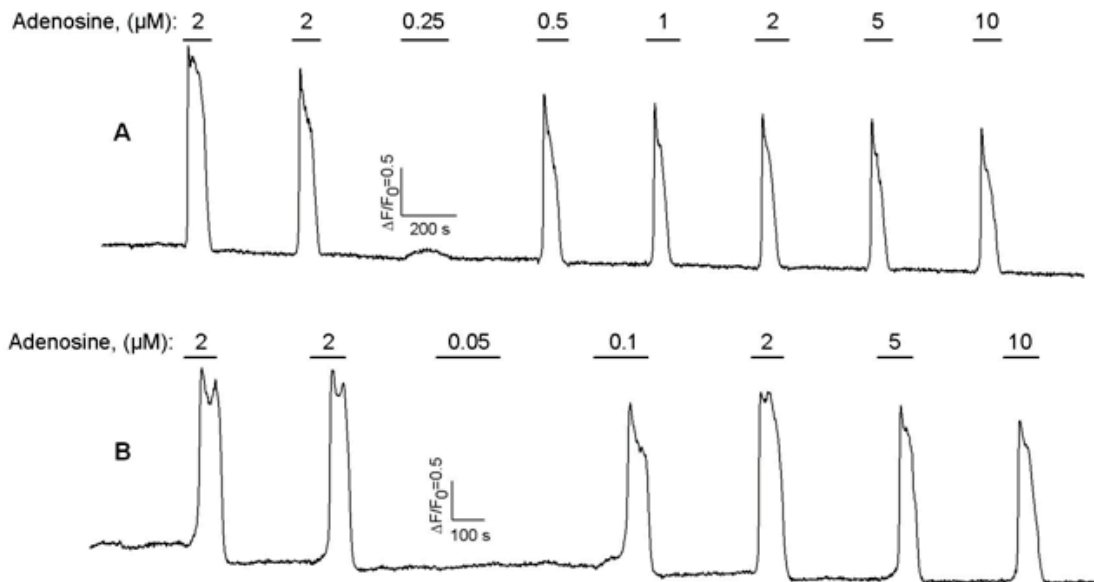 Adenosine, (µM): 2 2 0.25 0.5 1 2 5 10
A
ΔF/F0=0.5
200 s
Adenosine, (µM): 2 2 0.05 0.1 2 5 10
B
ΔF/F0=0.5
100 s